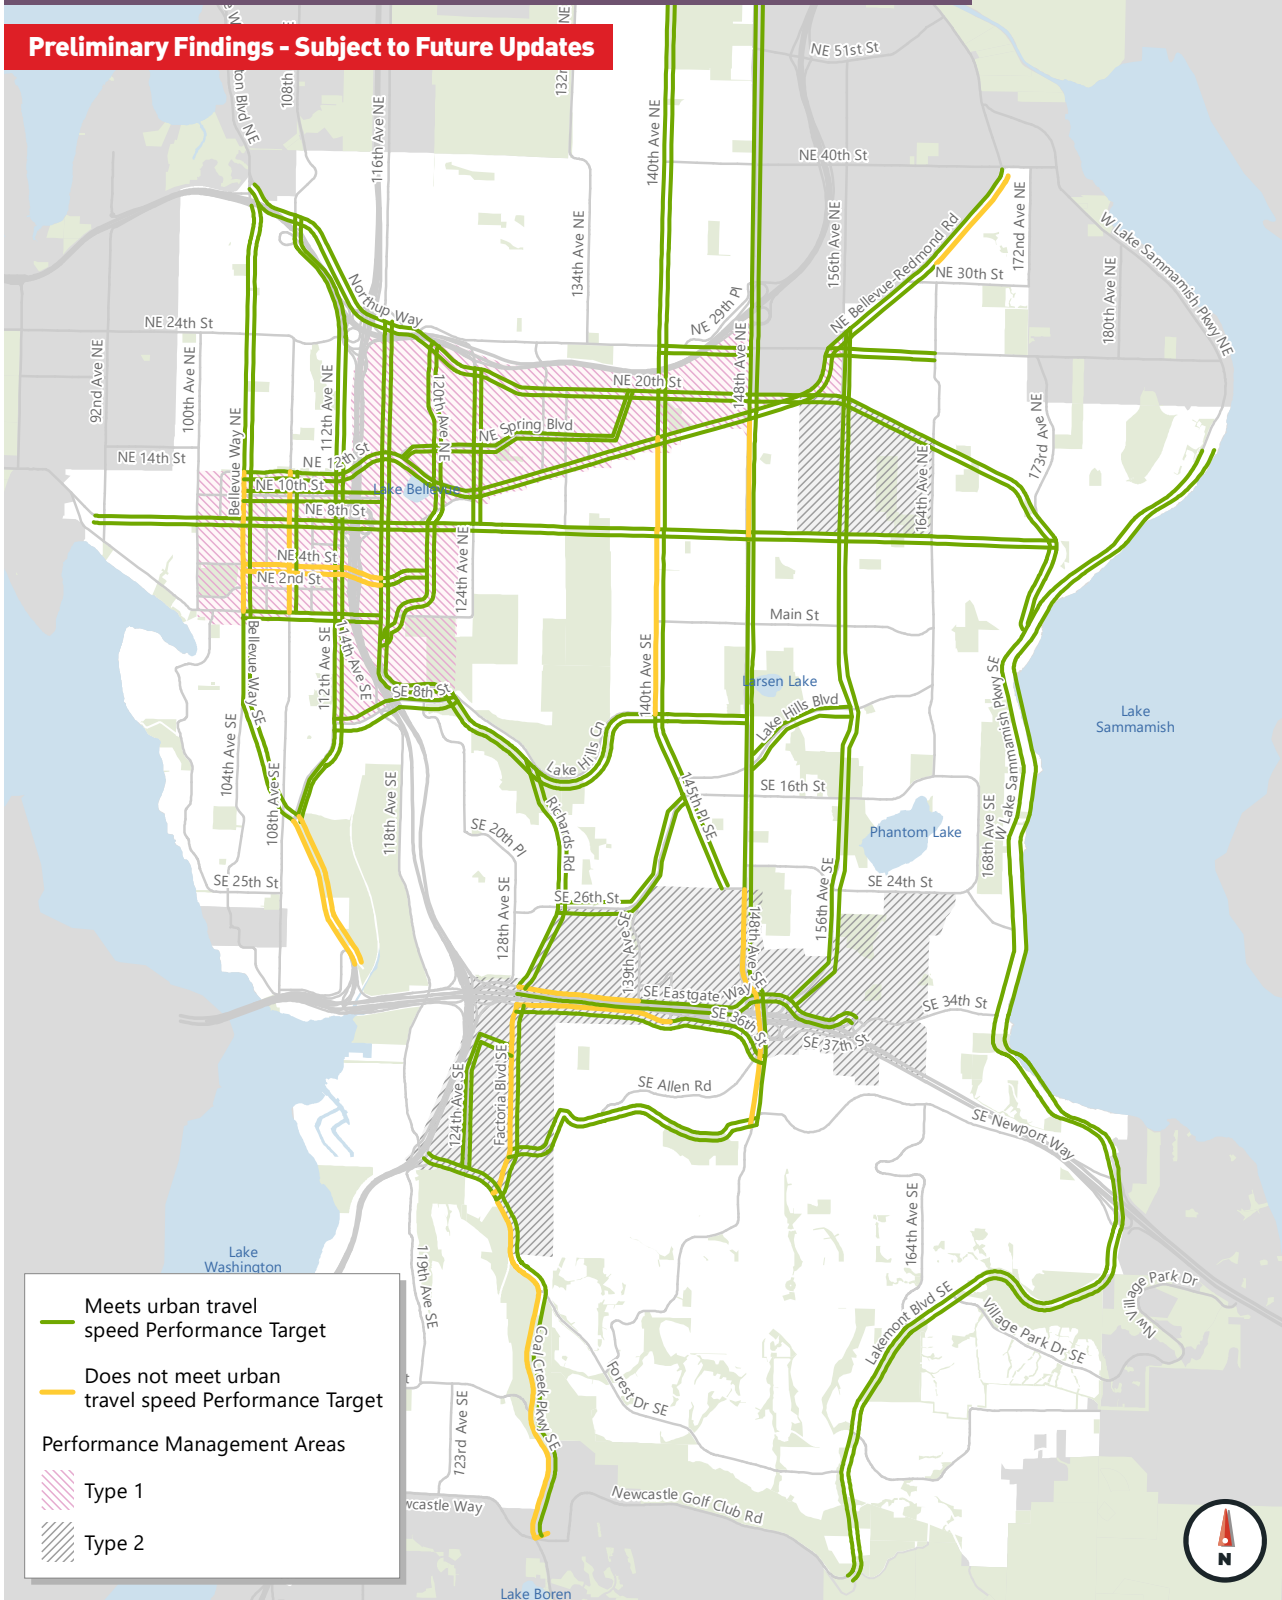 Preliminary Findings - Subject to Future Updates
108th
116th Ave NE
132n
NE
140th Ave NE
NE 51st St
NE 40th St
134th Ave NE
156th Ave NE
172nd Ave NE
W Lake Sammamish Pkwy NE
180th Ave NE
NE 30th St
NE Bellevue-Redmond Rd
NE 29th Pl
148th Ave NE
Northup Way
NE 24th St
92nd Ave NE
100th Ave NE
112th Ave NE
Bellevue Way NE
120th Ave NE
NE 20th St
NE Spring Blvd
NE 12th St
NE 14th St
NE 10th St
Lake Bellevue
NE 8th St
NE 4th St
NE 2nd St
124th Ave NE
164th Ave NE
173rd Ave NE
Main St
Bellevue Way SE
112th Ave SE
114th Ave SE
SE 8th St
140th Ave SE
Larsen Lake
Lake Hills Blvd
Lake Hills Cn
104th Ave SE
108th Ave SE
118th Ave SE
SE 16th St
145th Pl SE
Richards Rd
SE 20th Pl
Phantom Lake
168th Ave SE
W Lake Sammamish Pkwy SE
Lake
Sammamish
SE 25th St
SE 24th St
SE 26th St
128th Ave SE
139th Ave SE
148th Ave SE
156th Ave SE
SE Eastgate Way
SE 36th St
SE 37th St
SE 34th St
SE Allen Rd
124th Ave SE
Factoria Blvd SE
SE Newport Way
164th Ave SE
119th Ave SE
Lake
Washington
Coal Creek Pkwy SE
Forest Dr SE
Lakemont Blvd SE
Village Park Dr SE
NW Village Park Dr
123rd Ave SE
wcastle Way
Newcastle Golf Club Rd
Lake Boren
Meets urban travel
speed Performance Target
Does not meet urban
travel speed Performance Target
Performance Management Areas
Type 1
Type 2
N